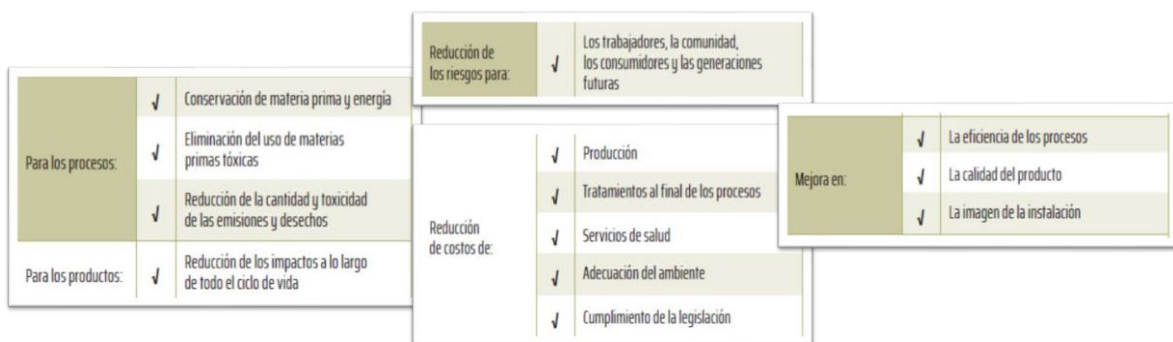 Para los procesos:
√ Conservación de materia prima y energía
√ Eliminación del uso de materias
primas tóxicas
√ Reducción de la cantidad y toxicidad
de las emisiones y desechos
Para los productos:
√ Reducción de los impactos a lo largo
de todo el ciclo de vida
Reducción de
los riesgos para:
√ Los trabajadores, la comunidad,
los consumidores y las generaciones
futuras
Reducción
de costos de:
√ Producción
√ Tratamientos al final de los procesos
√ Servicios de salud
√ Adecuación del ambiente
√ Cumplimiento de la legislación
Mejora en:
√ La eficiencia de los procesos
√ La calidad del producto
√ La imagen de la instalación